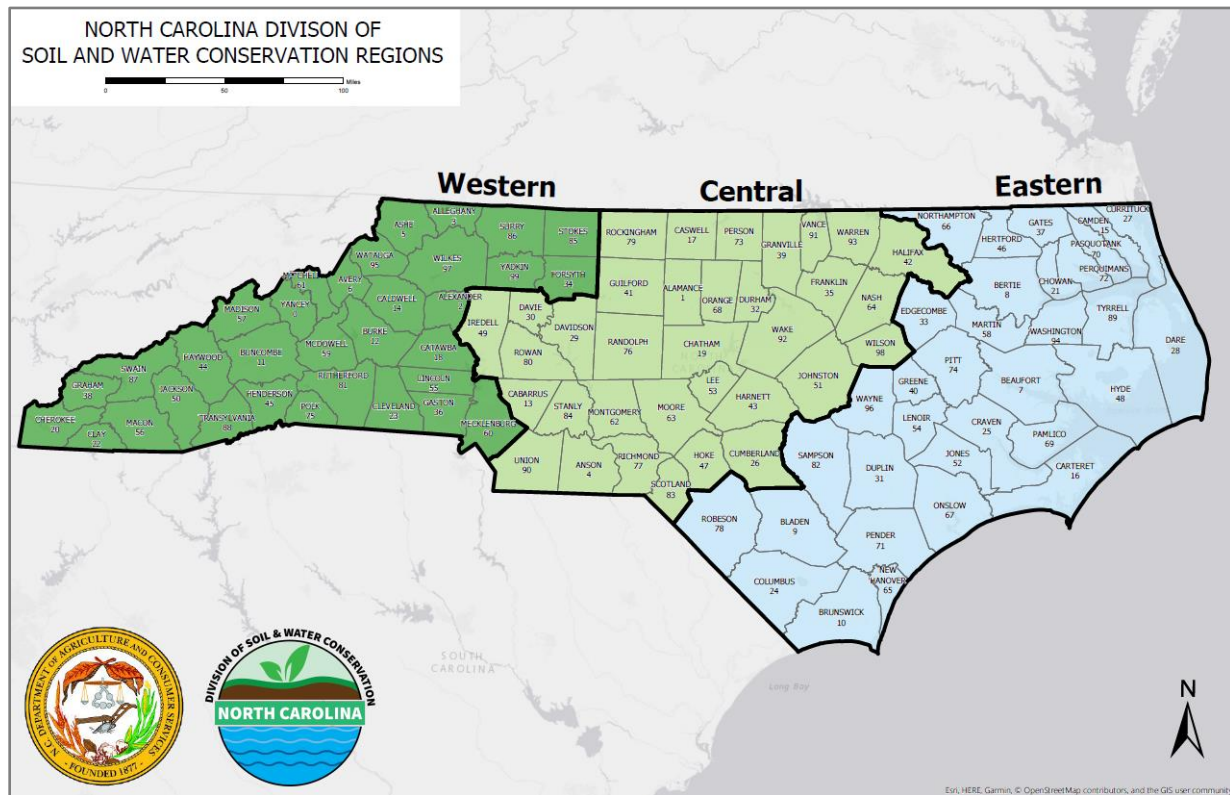 NORTH CAROLINA DIVISON OF
SOIL AND WATER CONSERVATION REGIONS
Miles
0 50 100
Western
Central
Eastern
ASHE
5
ALLEGHANY
3
SURRY
86
STOKES
85
WATAUGA
95
WILKES
97
YADKIN
99
FORSYTH
34
MITCHELL
61
AVERY
6
CALDWELL
14
ALEXANDER
2
MADISON
57
YANCEY
BURKE
12
CATAWBA
18
HAYWOOD
44
BUNCOMBE
11
MCDOWELL
59
LINCOLN
55
SWAIN
87
GRAHAM
38
JACKSON
50
HENDERSON
45
RUTHERFORD
81
CLEVELAND
23
GASTON
36
MECKLENBURG
60
CHEROKEE
20
CLAY
22
MACON
56
TRANSYLVANIA
88
POLK
75
ROCKINGHAM
79
CASWELL
17
PERSON
73
GRANVILLE
39
VANCE
91
WARREN
93
HALIFAX
42
GUILFORD
41
ALAMANCE
1
ORANGE
68
DURHAM
32
FRANKLIN
35
NASH
64
IREDELL
49
DAVIE
30
DAVIDSON
29
RANDOLPH
76
CHATHAM
19
WAKE
92
WILSON
98
ROWAN
80
JOHNSTON
51
CABARRUS
13
STANLY
84
MONTGOMERY
62
MOORE
63
LEE
53
HARNETT
43
UNION
90
ANSON
4
RICHMOND
77
HOKE
47
CUMBERLAND
26
SCOTLAND
83
NORTHAMPTON
66
HERTFORD
46
GATES
37
CAMDEN
15
CURRITUCK
27
PASQUOTANK
70
PERQUIMANS
72
CHOWAN
21
BERTIE
8
EDGECOMBE
33
MARTIN
58
WASHINGTON
94
TYRRELL
89
DARE
28
PITT
74
BEAUFORT
7
HYDE
48
GREENE
40
WAYNE
96
LENOIR
54
CRAVEN
25
PAMLICO
69
SAMPSON
82
DUPLIN
31
JONES
52
CARTERET
16
ONSLOW
67
ROBESON
78
BLADEN
9
PENDER
71
NEW
HANOVER
65
COLUMBUS
24
BRUNSWICK
10
SOUTH
CAROLINA
Long Bay
N.C. DEPARTMENT OF AGRICULTURE AND CONSUMER SERVICES
FOUNDED 1877
DIVISION OF SOIL & WATER CONSERVATION
NORTH CAROLINA
N
Esri, HERE, Garmin, © OpenStreetMap contributors, and the GIS user community